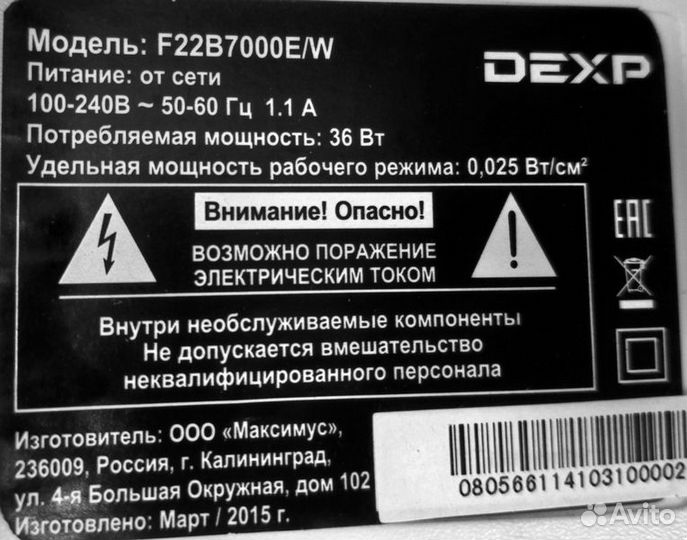 Модель: F22B7000E/W
DEXP
Питание: от сети
100-240В ~ 50-60 Гц 1.1 А
Потребляемая мощность: 36 Вт
Удельная мощность рабочего режима: 0,025 Вт/см²
Внимание! Опасно!
ВОЗМОЖНО ПОРАЖЕНИЕ
ЭЛЕКТРИЧЕСКИМ ТОКОМ
EAC
Внутри необслуживаемые компоненты
Не допускается вмешательство
неквалифицированного персонала
Изготовитель: ООО «Максимус»,
236009, Россия, г. Калининград,
ул. 4-я Большая Окружная, дом 102
Изготовлено: Март / 2015 г.
080566114103100002
Avito